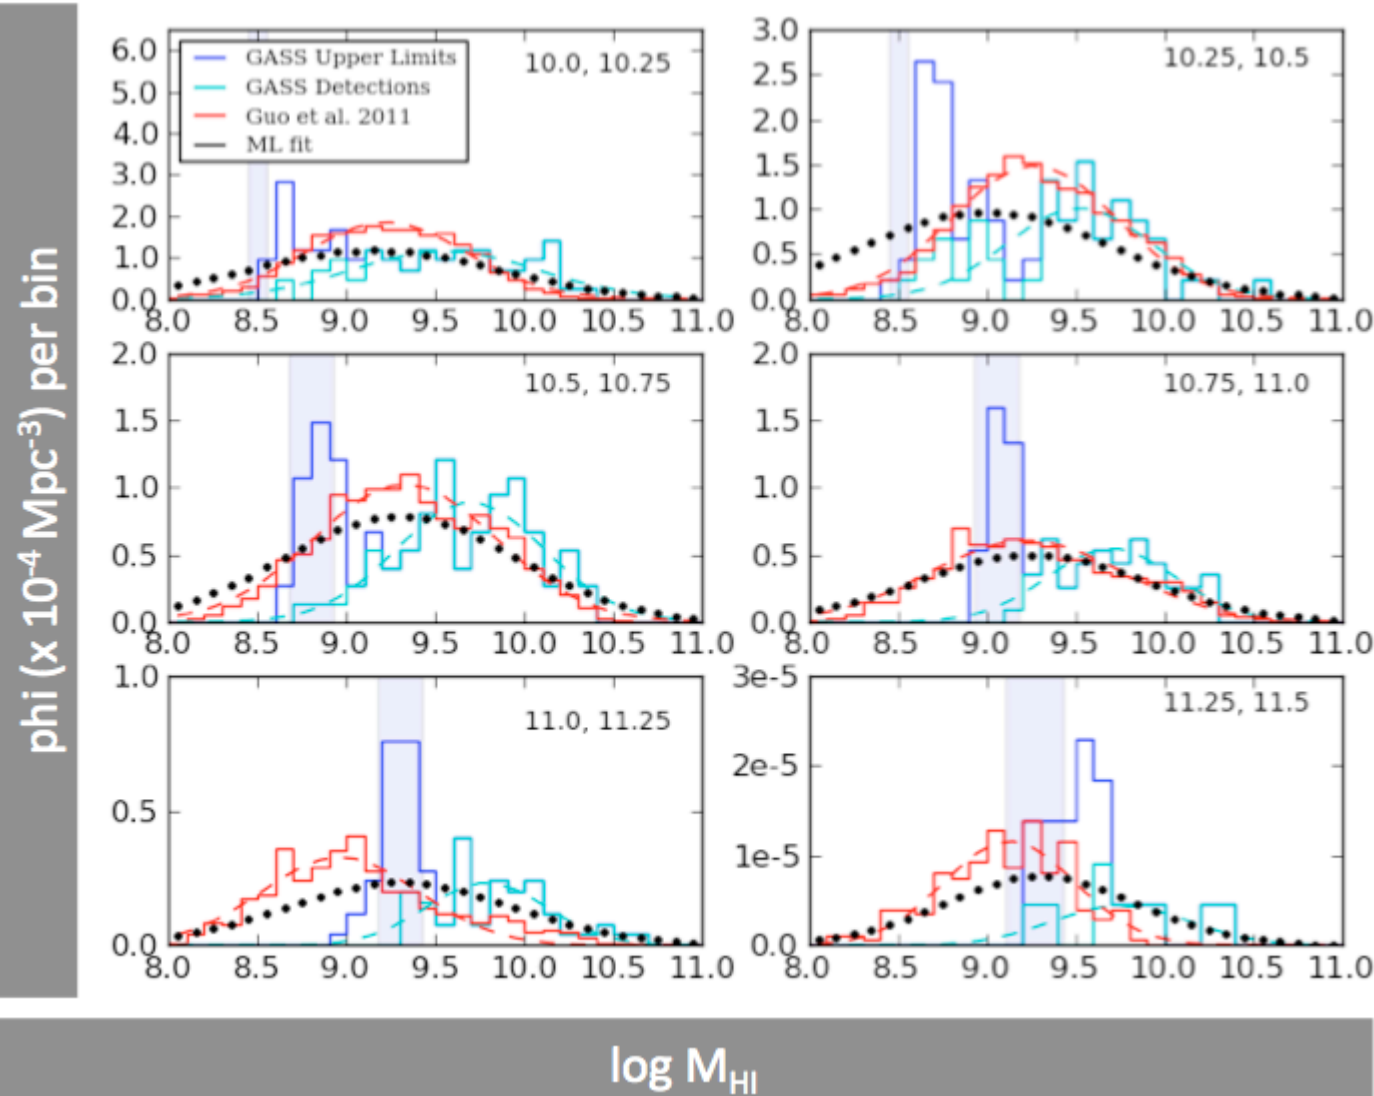 phi (x 10-4 Mpc-3) per bin
6.0
5.0
4.0
3.0
2.0
1.0
0.0
GASS Upper Limits
GASS Detections
Guo et al. 2011
ML fit
10.0, 10.25
8.0 8.5 9.0 9.5 10.0 10.5 11.0
3.0
2.5
2.0
1.5
1.0
0.5
0.0
10.25, 10.5
8.0 8.5 9.0 9.5 10.0 10.5 11.0
2.0
1.5
1.0
0.5
0.0
10.5, 10.75
8.0 8.5 9.0 9.5 10.0 10.5 11.0
2.0
1.5
1.0
0.5
0.0
10.75, 11.0
8.0 8.5 9.0 9.5 10.0 10.5 11.0
1.0
0.5
0.0
11.0, 11.25
8.0 8.5 9.0 9.5 10.0 10.5 11.0
3e-5
2e-5
1e-5
0.0
11.25, 11.5
8.0 8.5 9.0 9.5 10.0 10.5 11.0
log MHI